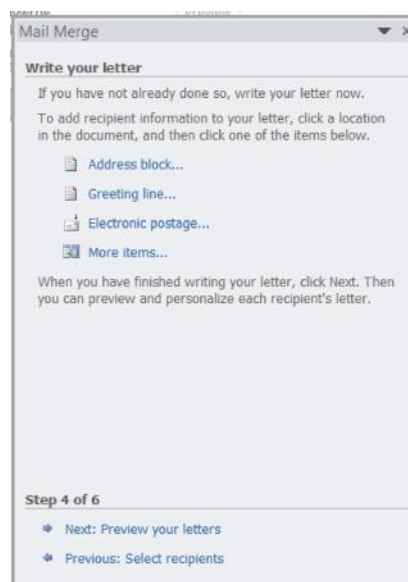 Mail Merge
Write your letter
If you have not already done so, write your letter now.
To add recipient information to your letter, click a location
in the document, and then click one of the items below.
Address block...
Greeting line...
Electronic postage...
More items...
When you have finished writing your letter, click Next. Then
you can preview and personalize each recipient's letter.
Step 4 of 6
Next: Preview your letters
Previous: Select recipients